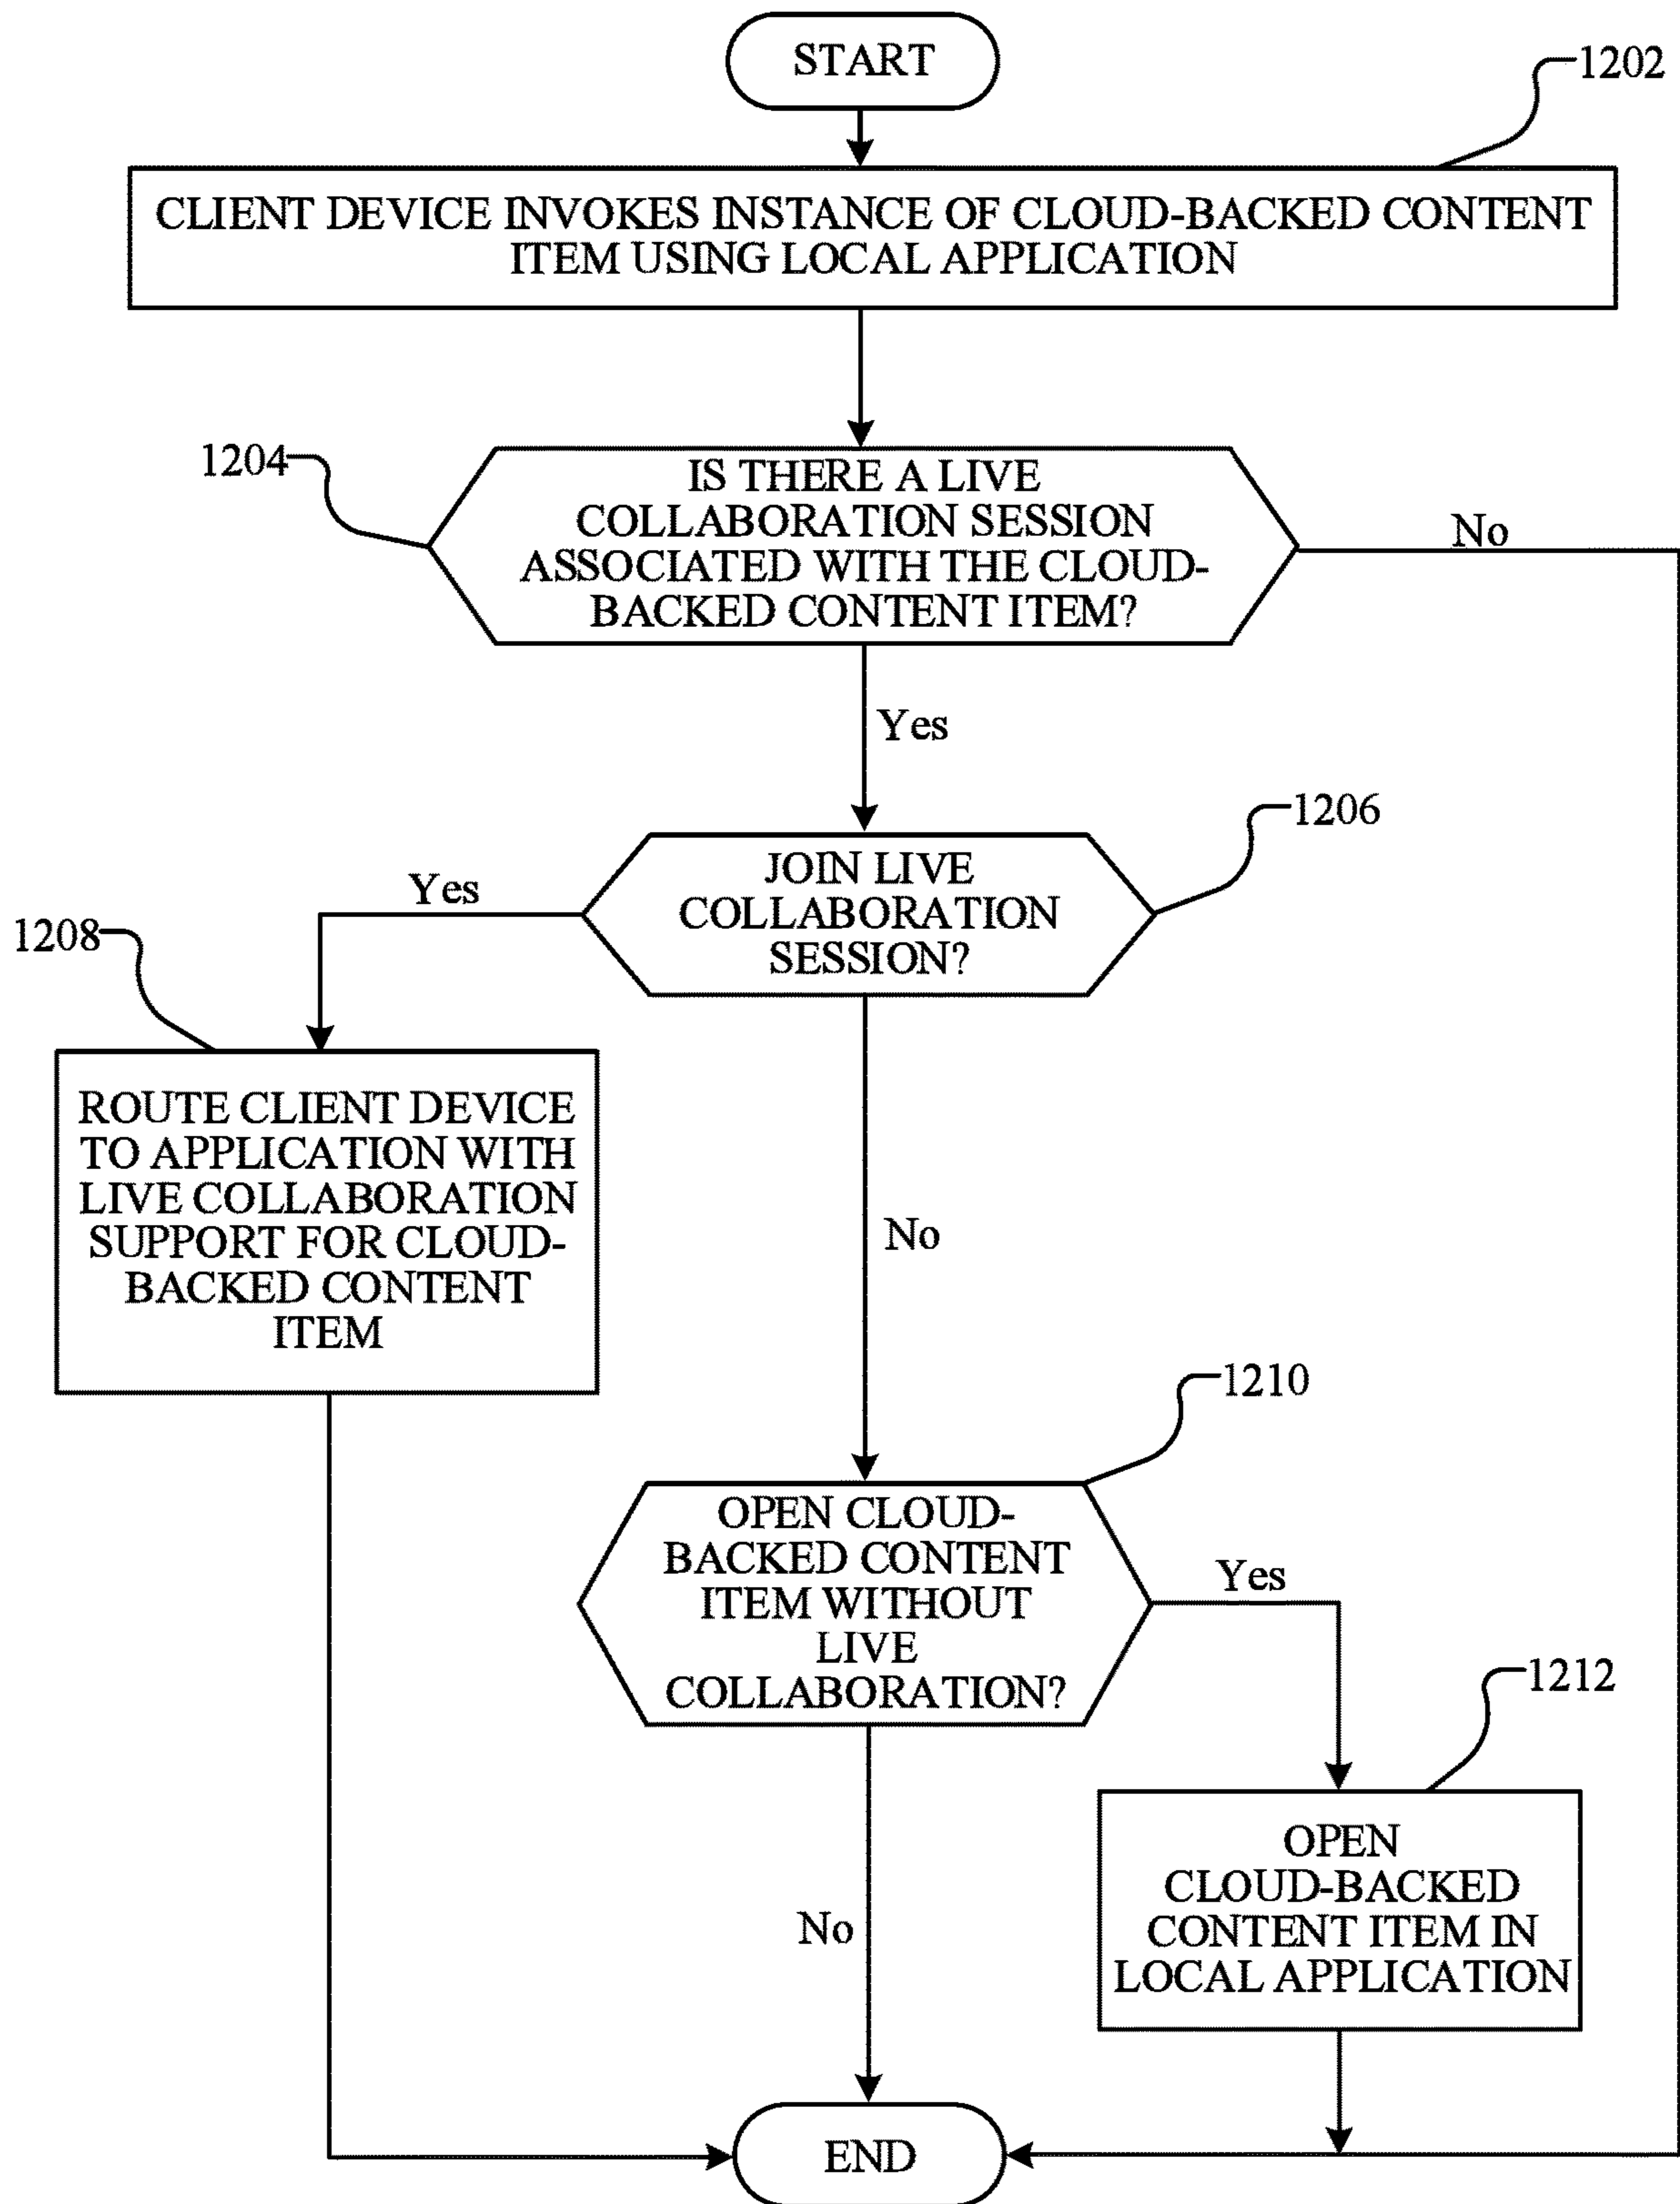 START
1202
CLIENT DEVICE INVOKES INSTANCE OF CLOUD-BACKED CONTENT
ITEM USING LOCAL APPLICATION
1204
IS THERE A LIVE
COLLABORATION SESSION
ASSOCIATED WITH THE CLOUD-
BACKED CONTENT ITEM?
No
Yes
1206
JOIN LIVE
COLLABORATION
SESSION?
Yes
1208
ROUTE CLIENT DEVICE
TO APPLICATION WITH
LIVE COLLABORATION
SUPPORT FOR CLOUD-
BACKED CONTENT
ITEM
No
1210
OPEN CLOUD-
BACKED CONTENT
ITEM WITHOUT
LIVE
COLLABORATION?
Yes
1212
OPEN
CLOUD-BACKED
CONTENT ITEM IN
LOCAL APPLICATION
No
END